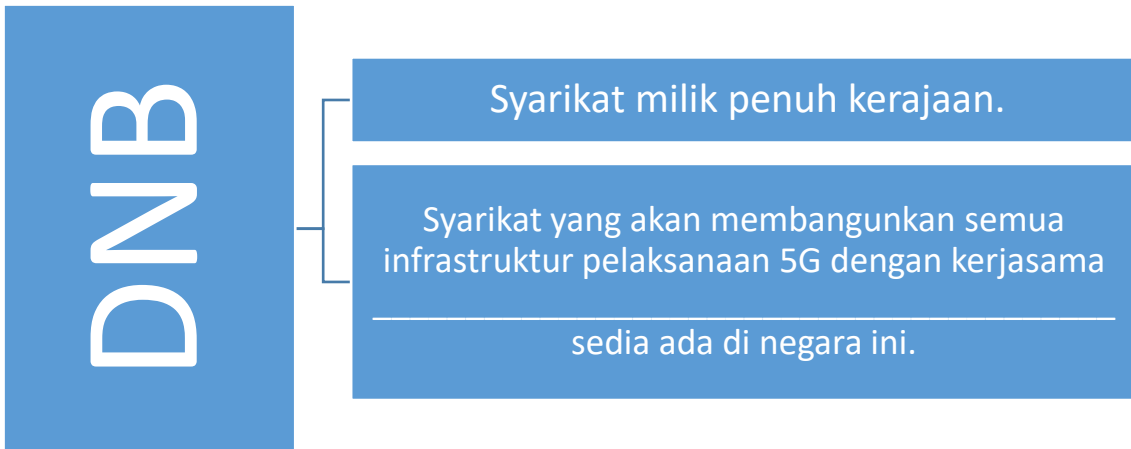 DNB
Syarikat milik penuh kerajaan.
Syarikat yang akan membangunkan semua
infrastruktur pelaksanaan 5G dengan kerjasama
________________________________________
sedia ada di negara ini.